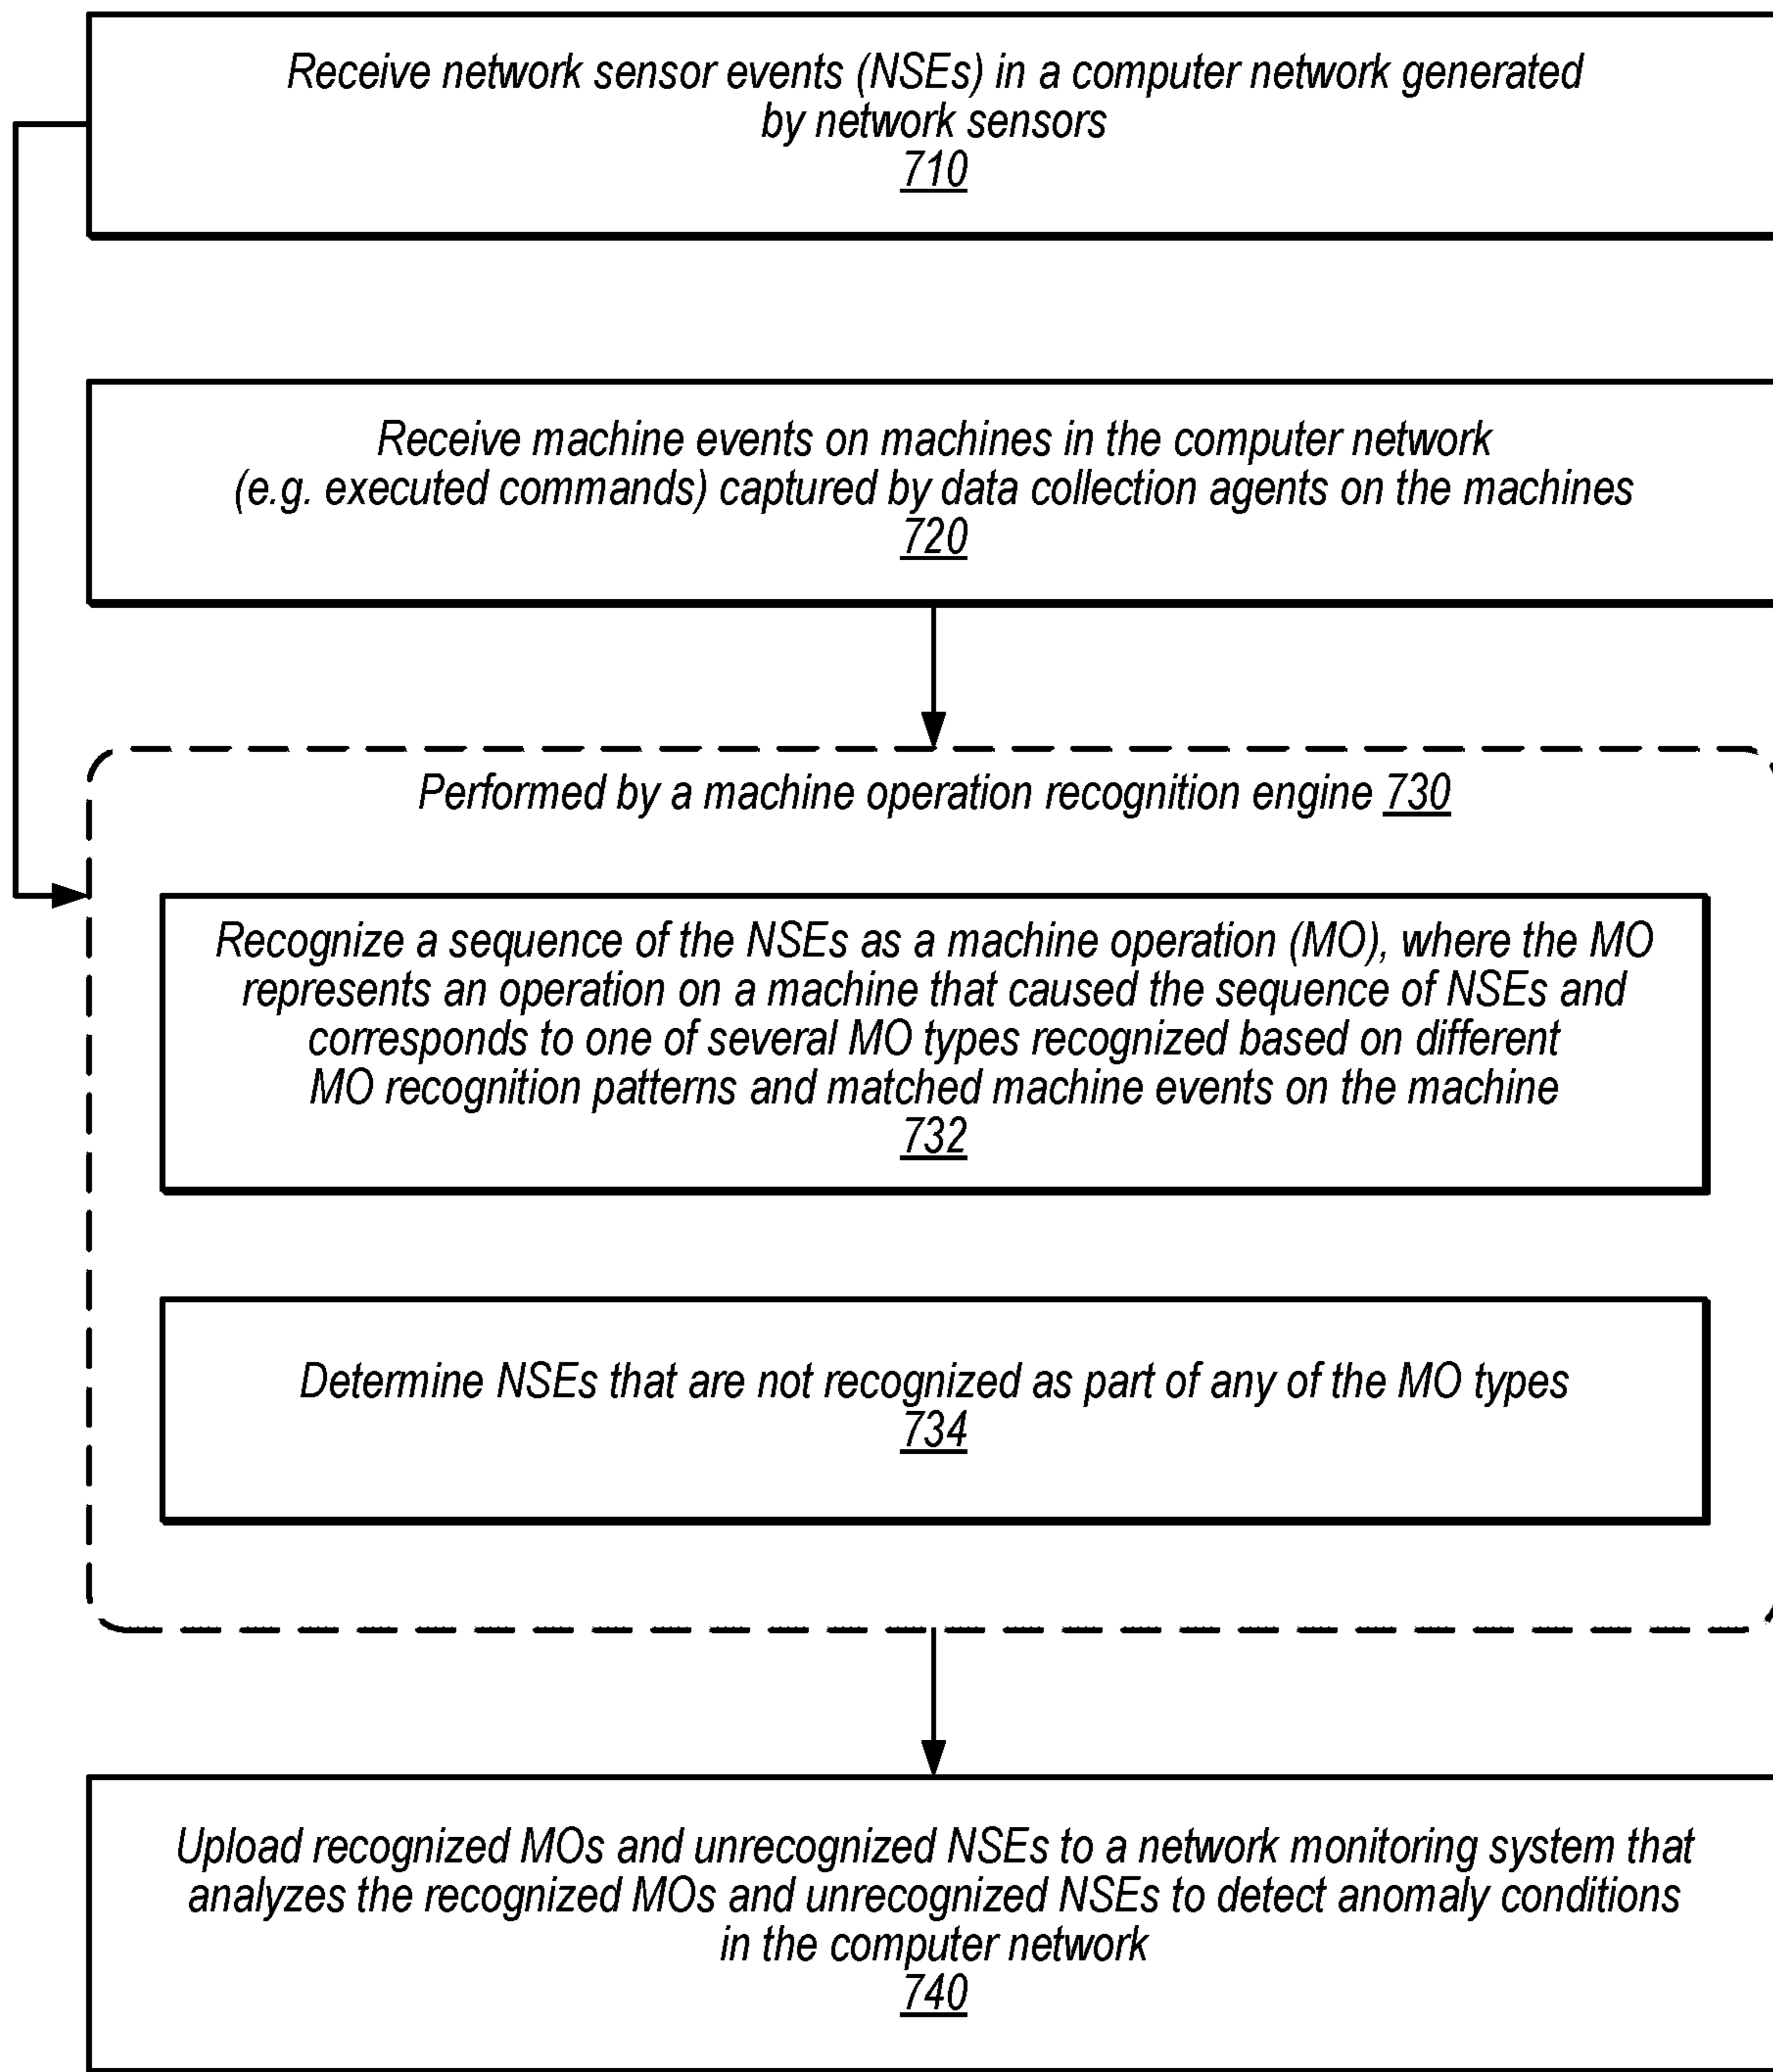 Receive network sensor events (NSEs) in a computer network generated
by network sensors
710
Receive machine events on machines in the computer network
(e.g. executed commands) captured by data collection agents on the machines
720
Performed by a machine operation recognition engine 730
Recognize a sequence of the NSEs as a machine operation (MO), where the MO
represents an operation on a machine that caused the sequence of NSEs and
corresponds to one of several MO types recognized based on different
MO recognition patterns and matched machine events on the machine
732
Determine NSEs that are not recognized as part of any of the MO types
734
Upload recognized MOs and unrecognized NSEs to a network monitoring system that
analyzes the recognized MOs and unrecognized NSEs to detect anomaly conditions
in the computer network
740